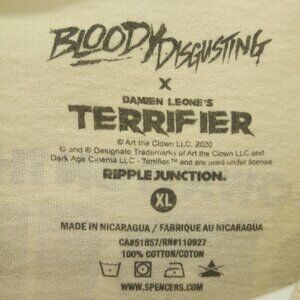 BLOODY DISGUSTING
X
DAMIEN LEONE'S
TERRIFIER
© Art the Clown LLC, 2020
© and ® Designate Trademarks of Art the Clown LLC and
Dark Age Cinema LLC - Terrifier ™ and are used under license
RIPPLE JUNCTION.
XL
MADE IN NICARAGUA / FABRIQUE AU NICARAGUA
CA#51857/RN#110927
100% COTTON/COTON
WWW.SPENCERS.COM